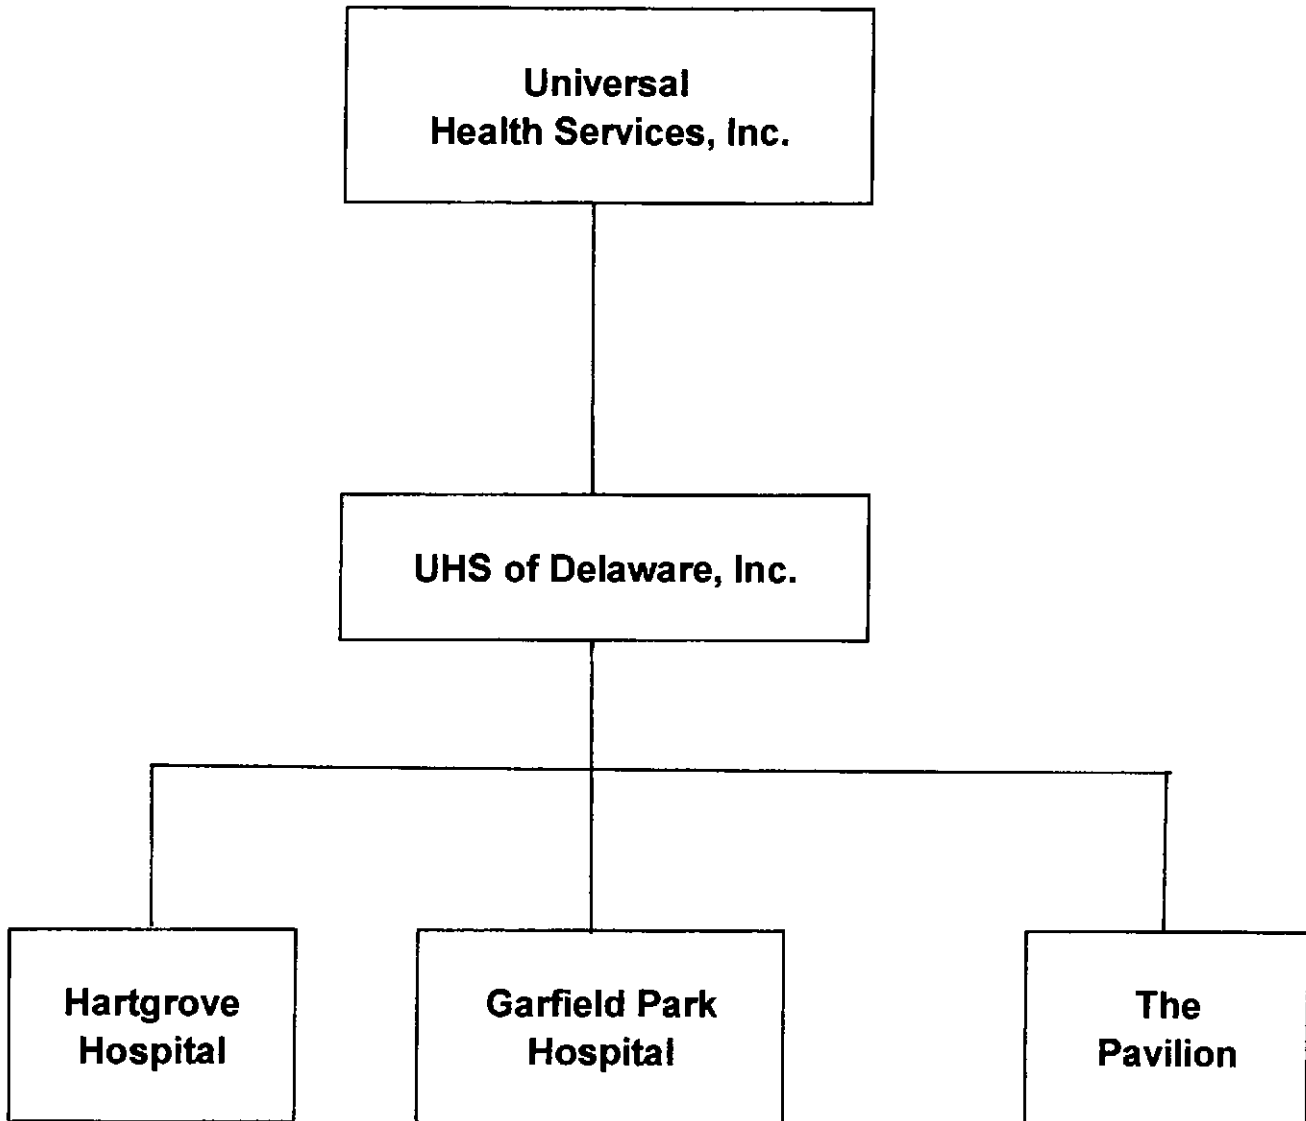 Universal
Health Services, Inc.
UHS of Delaware, Inc.
Hartgrove
Hospital
Garfield Park
Hospital
The
Pavilion